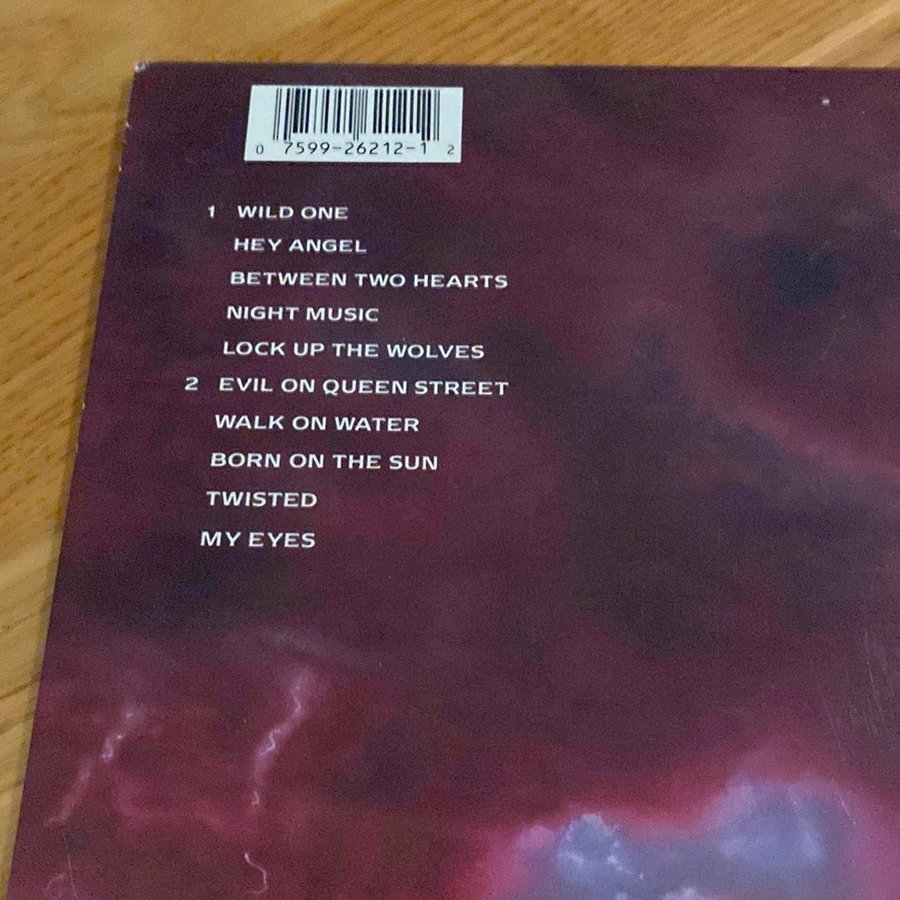 0 7599-26212-1 2
1 WILD ONE
HEY ANGEL
BETWEEN TWO HEARTS
NIGHT MUSIC
LOCK UP THE WOLVES
2 EVIL ON QUEEN STREET
WALK ON WATER
BORN ON THE SUN
TWISTED
MY EYES